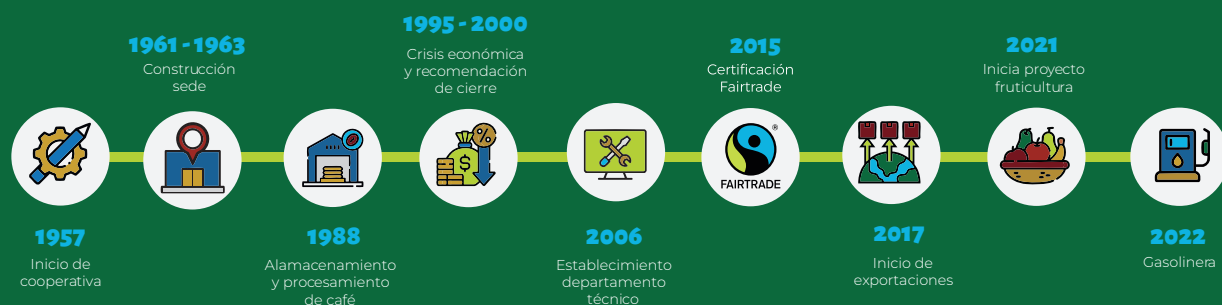 1957
Inicio de
cooperativa
1961 - 1963
Construcción
sede
1988
Alamacenamiento
y procesamiento
de café
1995 - 2000
Crisis económica
y recomendación
de cierre
$
%
2006
Establecimiento
departamento
técnico
2015
Certificación
Fairtrade
®
FAIRTRADE
2017
Inicio de
exportaciones
2021
Inicia proyecto
fruticultura
2022
Gasolinera